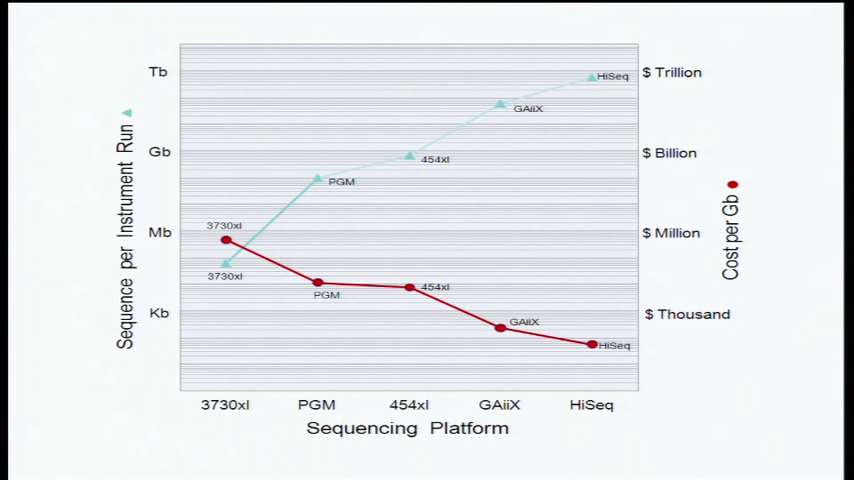 Tb
Gb
Mb
Kb
Sequence per Instrument Run
$ Trillion
$ Billion
$ Million
$ Thousand
Cost per Gb
HiSeq
GAiiX
454xl
PGM
3730xl
3730xl
PGM
454xl
GAiiX
HiSeq
3730xl PGM 454xl GAiiX HiSeq
Sequencing Platform